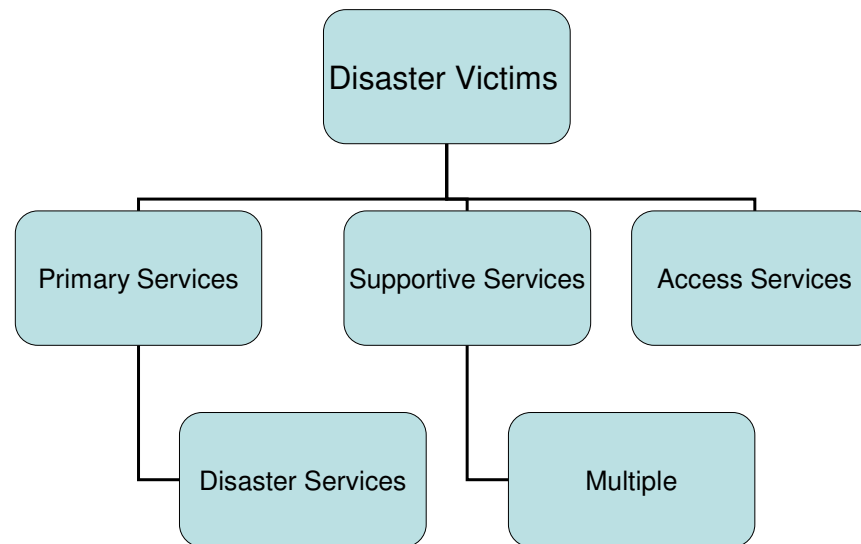 Disaster Victims
Primary Services
Supportive Services
Access Services
Disaster Services
Multiple